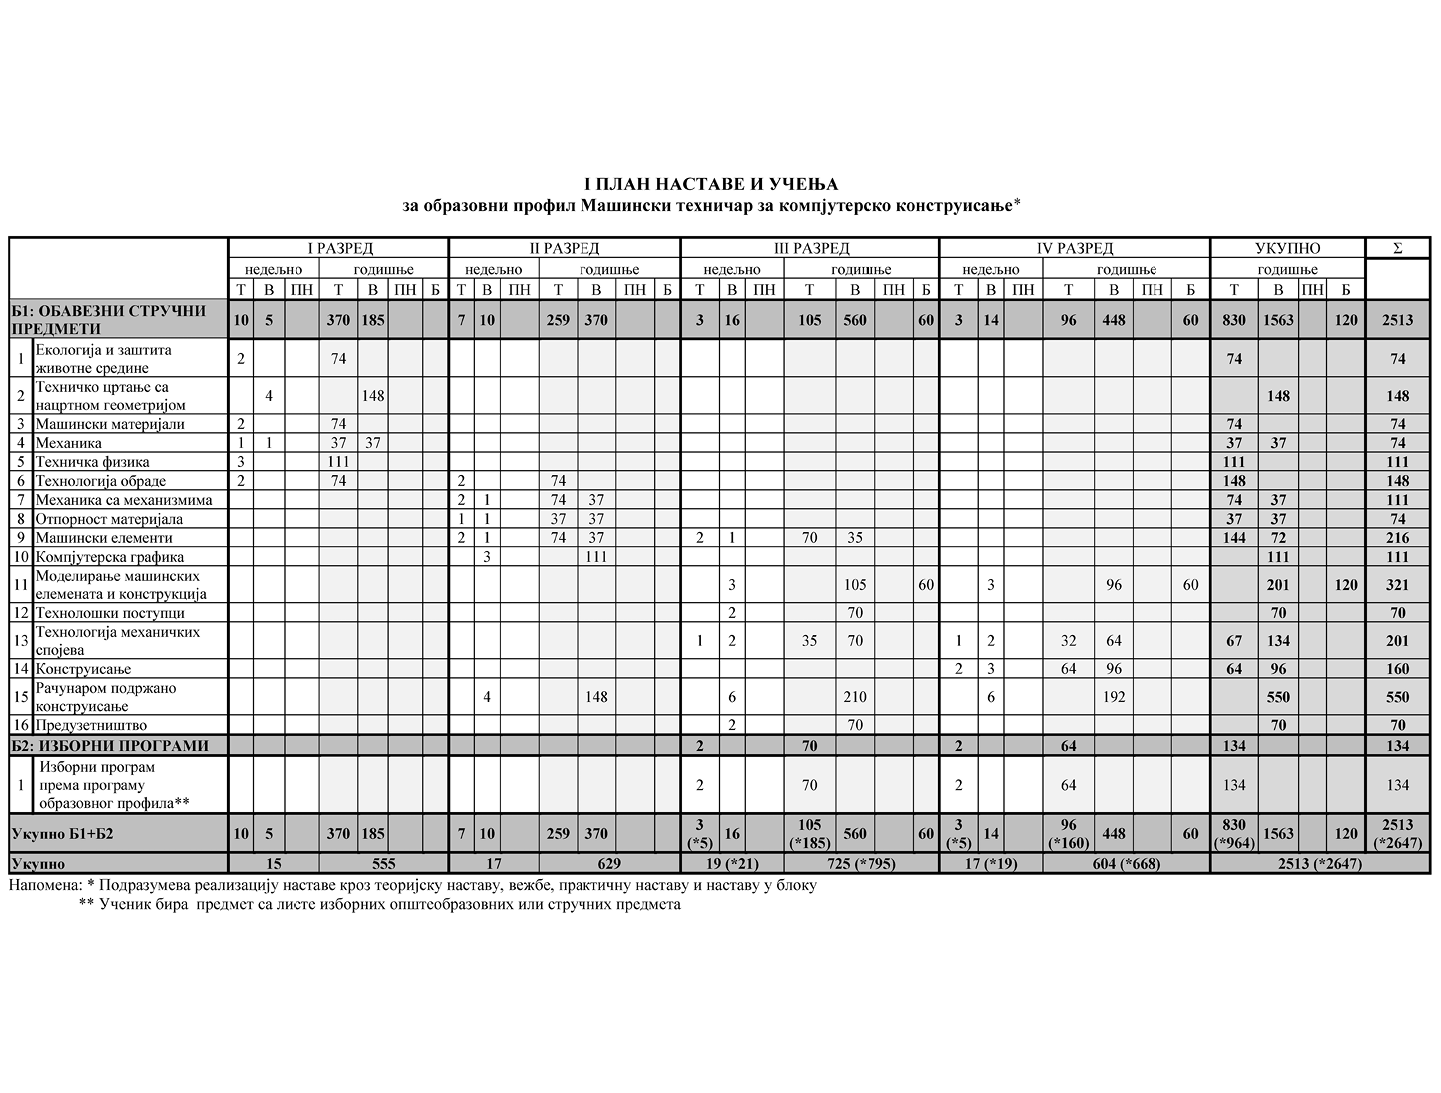 I ПЛАН НАСТАВЕ И УЧЕЊА
за образовни профил Машински техничар за компјутерско конструисање*
I РАЗРЕД II РАЗРЕД III РАЗРЕД IV РАЗРЕД УКУПНО Σ
недељно годишње недељно годишње недељно годишње недељно годишње годишње
Т В ПН Т В ПН Б Т В ПН Т В ПН Б Т В ПН Т В ПН Б Т В ПН Т В ПН Б Т В ПН Б
Б1: ОБАВЕЗНИ СТРУЧНИ
ПРЕДМЕТИ 10 5 370 185 7 10 259 370 3 16 105 560 60 3 14 96 448 60 830 1563 120 2513
1 Екологија и заштита
животне средине 2 74 74 74
2 Техничко цртање са
нацртном геометријом 4 148 148 148
3 Машински материјали 2 74 74 74
4 Механика 1 1 37 37 37 37 74
5 Техничка физика 3 111 111 111
6 Технологија обраде 2 74 2 74 148 148
7 Механика са механизмима 2 1 74 37 74 37 111
8 Отпорност материјала 1 1 37 37 37 37 74
9 Машински елементи 2 1 74 37 2 1 70 35 144 72 216
10 Компјутерска графика 3 111 111 111
11 Моделирање машинских
елемената и конструкција 3 105 60 3 96 60 201 120 321
12 Технолошки поступци 2 70 70 70
13 Технологија механичких
спојева 1 2 35 70 1 2 32 64 67 134 201
14 Конструисање 2 3 64 96 64 96 160
15 Рачунаром подржано
конструисање 4 148 6 210 6 192 550 550
16 Предузетништво 2 70 70 70
Б2: ИЗБОРНИ ПРОГРАМИ 2 70 2 64 134 134
1 Изборни програм
према програму
образовног профила** 2 70 2 64 134 134
Укупно Б1+Б2 10 5 370 185 7 10 259 370 3 (*5) 16 105 (*185) 560 60 3 (*5) 14 96 (*160) 448 60 830 (*964) 1563 120 2513 (*2647)
Укупно 15 555 17 629 19 (*21) 725 (*795) 17 (*19) 604 (*668) 2513 (*2647)
Напомена: * Подразумева реализацију наставе кроз теоријску наставу, вежбе, практичну наставу и наставу у блоку
** Ученик бира предмет са листе изборних општеобразовних или стручних предмета